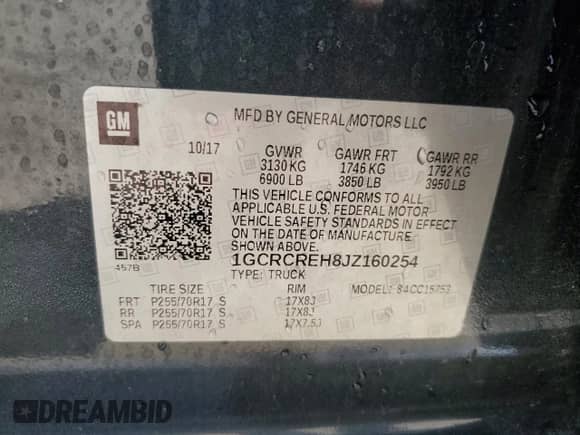 GM
MFD BY GENERAL MOTORS LLC
10/17 GVWR GAWR FRT GAWR RR
3130 KG 1746 KG 1792 KG
6900 LB 3850 LB 3950 LB
THIS VEHICLE CONFORMS TO ALL
APPLICABLE U.S. FEDERAL MOTOR
VEHICLE SAFETY STANDARDS IN EFFECT
ON THE DATE OF MANUFACTURE
SHOWN ABOVE.
457B
1GCRCREH8JZ160254
TYPE: TRUCK
TIRE SIZE RIM MODEL: 84CC15753
FRT P255/70R17 S 17X8J
RR P255/70R17 S 17X8J
SPA P255/70R17 S 17X7.5J
DREAMBID